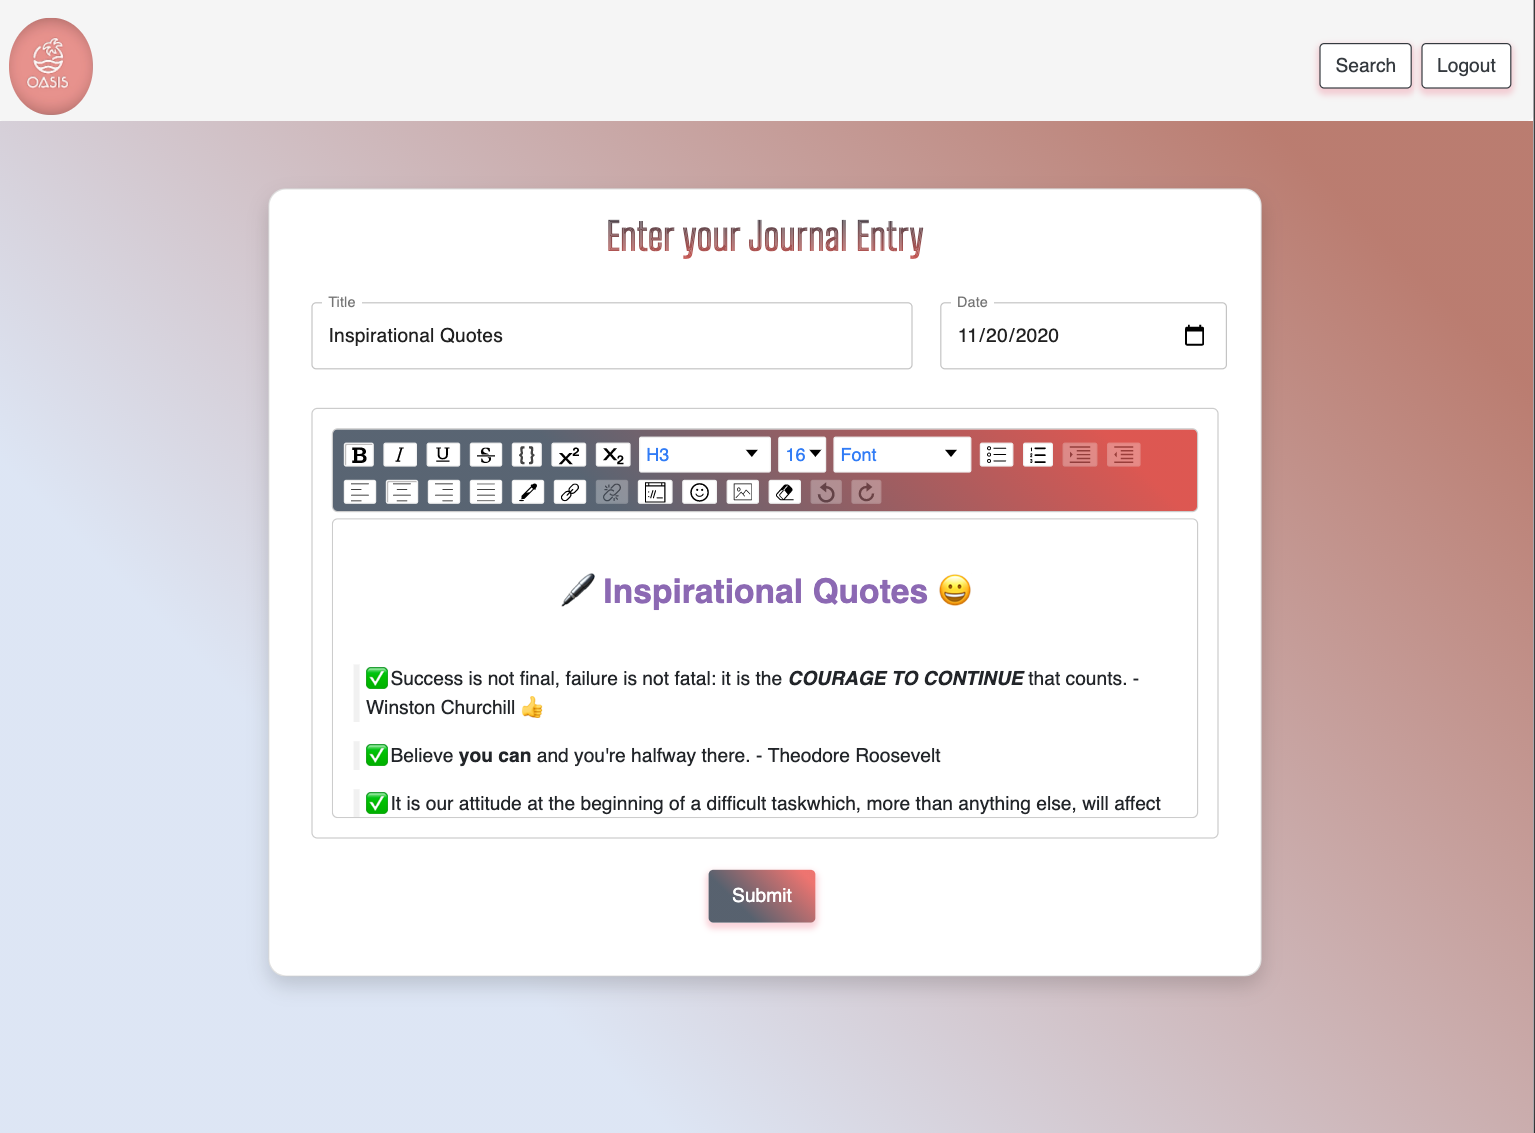 OASIS
Search
Logout
Enter your Journal Entry
Title
Inspirational Quotes
Date
11/20/2020
B I U S {} x² x₂ H3 16 Font
🖋 Inspirational Quotes 😀
✅Success is not final, failure is not fatal: it is the COURAGE TO CONTINUE that counts. -
Winston Churchill 👍
✅Believe you can and you're halfway there. - Theodore Roosevelt
✅It is our attitude at the beginning of a difficult taskwhich, more than anything else, will affect
Submit